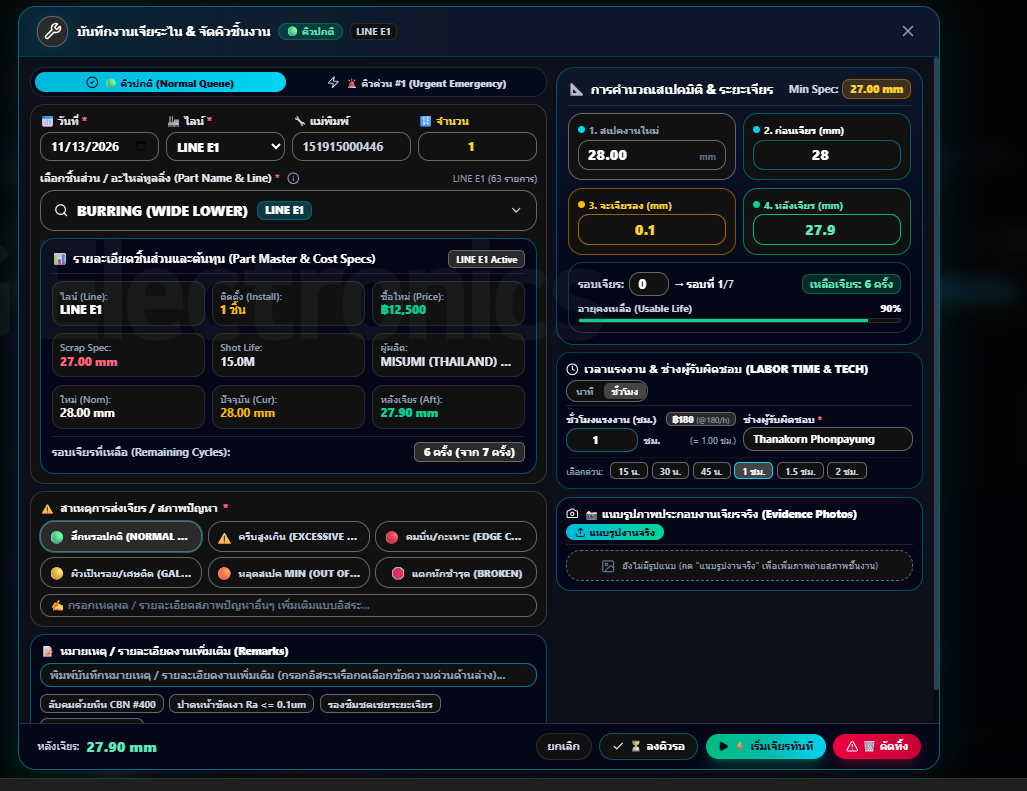 บันทึกงานเจียระไน & จัดคิวชิ้นงาน คิวปกติ LINE E1
คิวปกติ (Normal Queue) คิวด่วน #1 (Urgent Emergency)
วันที่ * ไลน์ * แม่พิมพ์ จำนวน
11/13/2026 LINE E1 151915000446 1
เลือกชิ้นส่วน / อะไหล่ทูลลิ่ง (Part Name & Line) * LINE E1 (63 รายการ)
BURRING (WIDE LOWER) LINE E1
รายละเอียดชิ้นส่วนและต้นทุน (Part Master & Cost Specs) LINE E1 Active
ไลน์ (Line): ติดตั้ง (Install): ซื้อใหม่ (Price):
LINE E1 1 ชิ้น ฿12,500
Scrap Spec: Shot Life: ผู้ผลิต:
27.00 mm 15.0M MISUMI (THAILAND) ...
ใหม่ (Nom): ปัจจุบัน (Cur): หลังเจียร (Aft):
28.00 mm 28.00 mm 27.90 mm
รอบเจียรที่เหลือ (Remaining Cycles): 6 ครั้ง (จาก 7 ครั้ง)
สาเหตุการส่งเจียร / สภาพปัญหา *
สึกหรอปกติ (NORMAL ... ครีบสูงเกิน (EXCESSIVE ... คมบิ่น/กะเทาะ (EDGE C...
ผิวเป็นรอย/เศษติด (GAL... หลุดสเปค MIN (OUT OF... แตกหักชำรุด (BROKEN)
กรอกเหตุผล / รายละเอียดสภาพปัญหาอื่นๆ เพิ่มเติมแบบอิสระ...
หมายเหตุ / รายละเอียดงานเพิ่มเติม (Remarks)
พิมพ์บันทึกหมายเหตุ / รายละเอียดงานเพิ่มเติม (กรอกอิสระหรือกดเลือกข้อความด่วนด้านล่าง)...
ลับคมด้วยหิน CBN #400 ปาดหน้าขัดเงา Ra <= 0.1um รองชิมชดเชยระยะเจียร
การคำนวณสเปคมิติ & ระยะเจียร Min Spec: 27.00 mm
1. สเปคงานใหม่ 2. ก่อนเจียร (mm)
28.00 mm 28
3. จะเจียรลง (mm) 4. หลังเจียร (mm)
0.1 27.9
รอบเจียร: 0 → รอบที่ 1/7 เหลือเจียร: 6 ครั้ง
อายุคงเหลือ (Usable Life) 90%
เวลาแรงงาน & ช่างผู้รับผิดชอบ (LABOR TIME & TECH)
นาที ชั่วโมง
ชั่วโมงแรงงาน (ชม.) ฿180 (@180/h) ช่างผู้รับผิดชอบ *
1 ชม. (= 1.00 ชม.) Thanakorn Phonpayung
เลือกด่วน: 15 น. 30 น. 45 น. 1 ชม. 1.5 ชม. 2 ชม.
แนบรูปภาพประกอบงานเจียรจริง (Evidence Photos)
แนบรูปงานจริง
ยังไม่มีรูปแนบ (กด "แนบรูปงานจริง" เพื่อเพิ่มภาพถ่ายสภาพชิ้นงาน)
หลังเจียร: 27.90 mm ยกเลิก ลงคิวรอ เริ่มเจียรทันที คัดทิ้ง